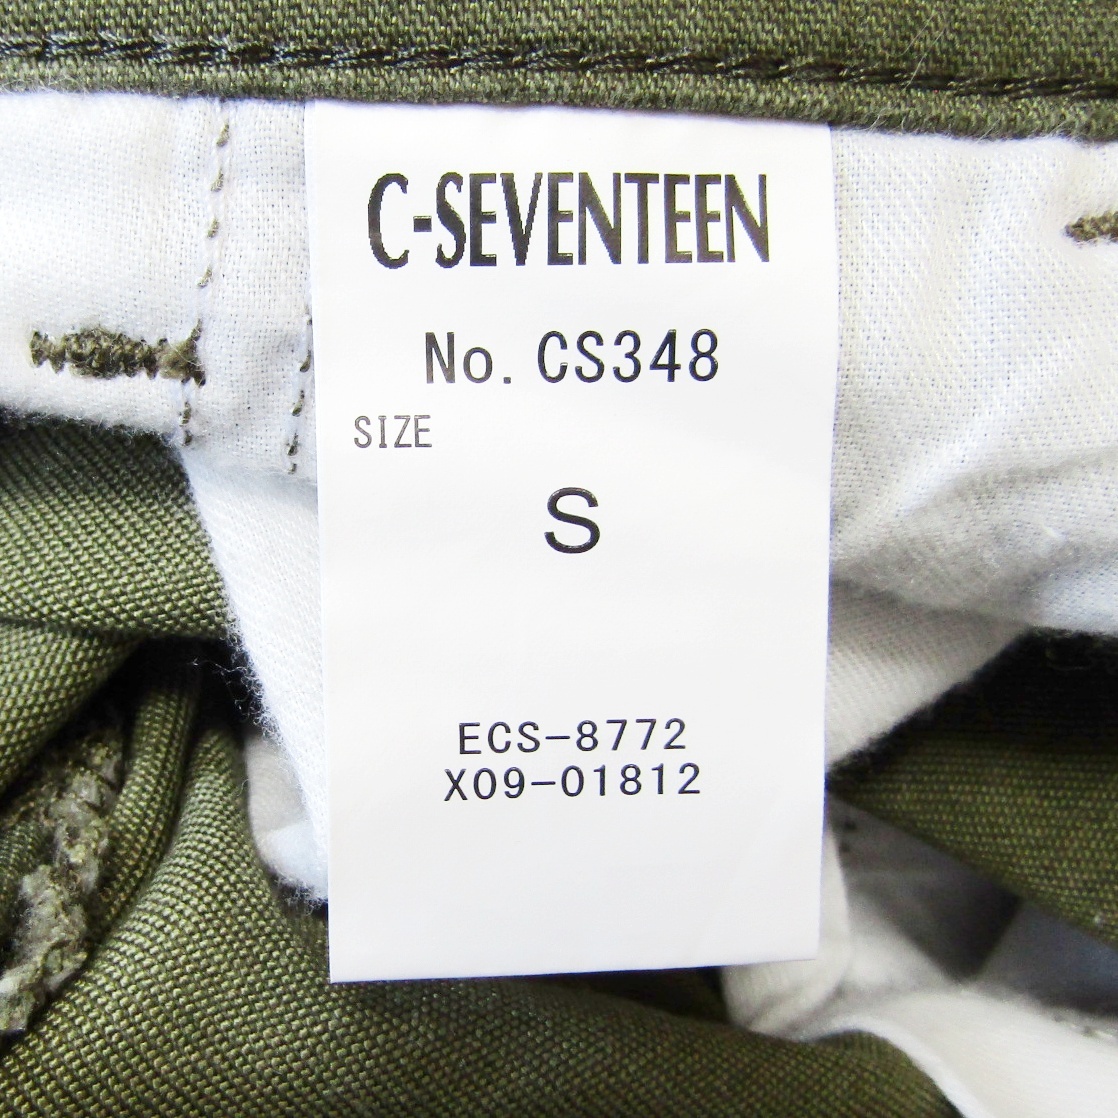 C-SEVENTEEN
No. CS348
SIZE
S
ECS-8772
X09-01812